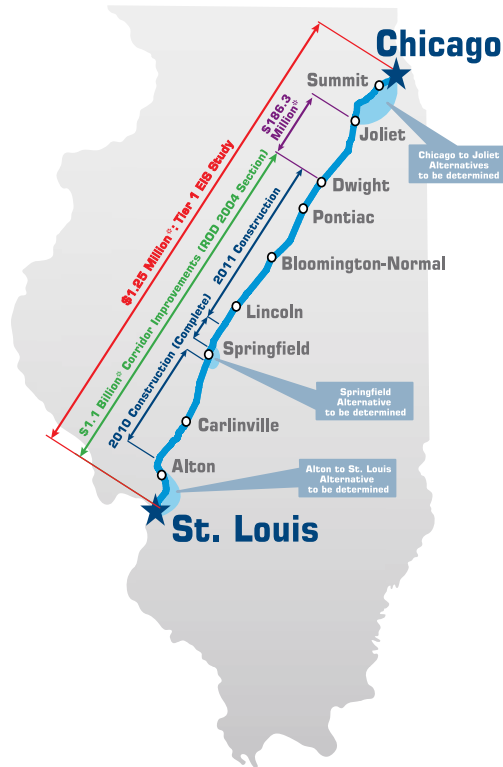 Chicago
Summit
$186.3
Million*
Joliet
Chicago to Joliet
Alternatives
to be determined
$1.25 Million*: Tier 1 EIS Study
$1.1 Billion* Corridor Improvements (ROD 2004 Section)
2011 Construction
Dwight
Pontiac
Bloomington-Normal
Lincoln
2010 Construction (Complete)
Springfield
Springfield
Alternative
to be determined
Carlinville
Alton
Alton to St. Louis
Alternative
to be determined
St. Louis